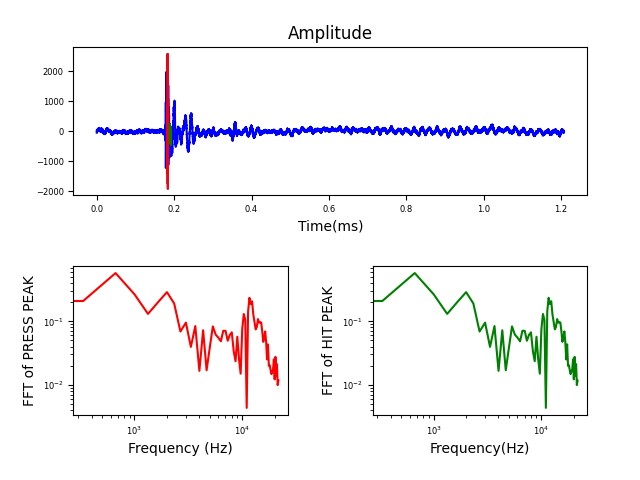 Amplitude
2000
1000
0
−1000
−2000
0.0 0.2 0.4 0.6 0.8 1.0 1.2
Time(ms)
FFT of PRESS PEAK
10⁻¹
10⁻²
10³ 10⁴
Frequency (Hz)
FFT of HIT PEAK
10⁻¹
10⁻²
10³ 10⁴
Frequency(Hz)